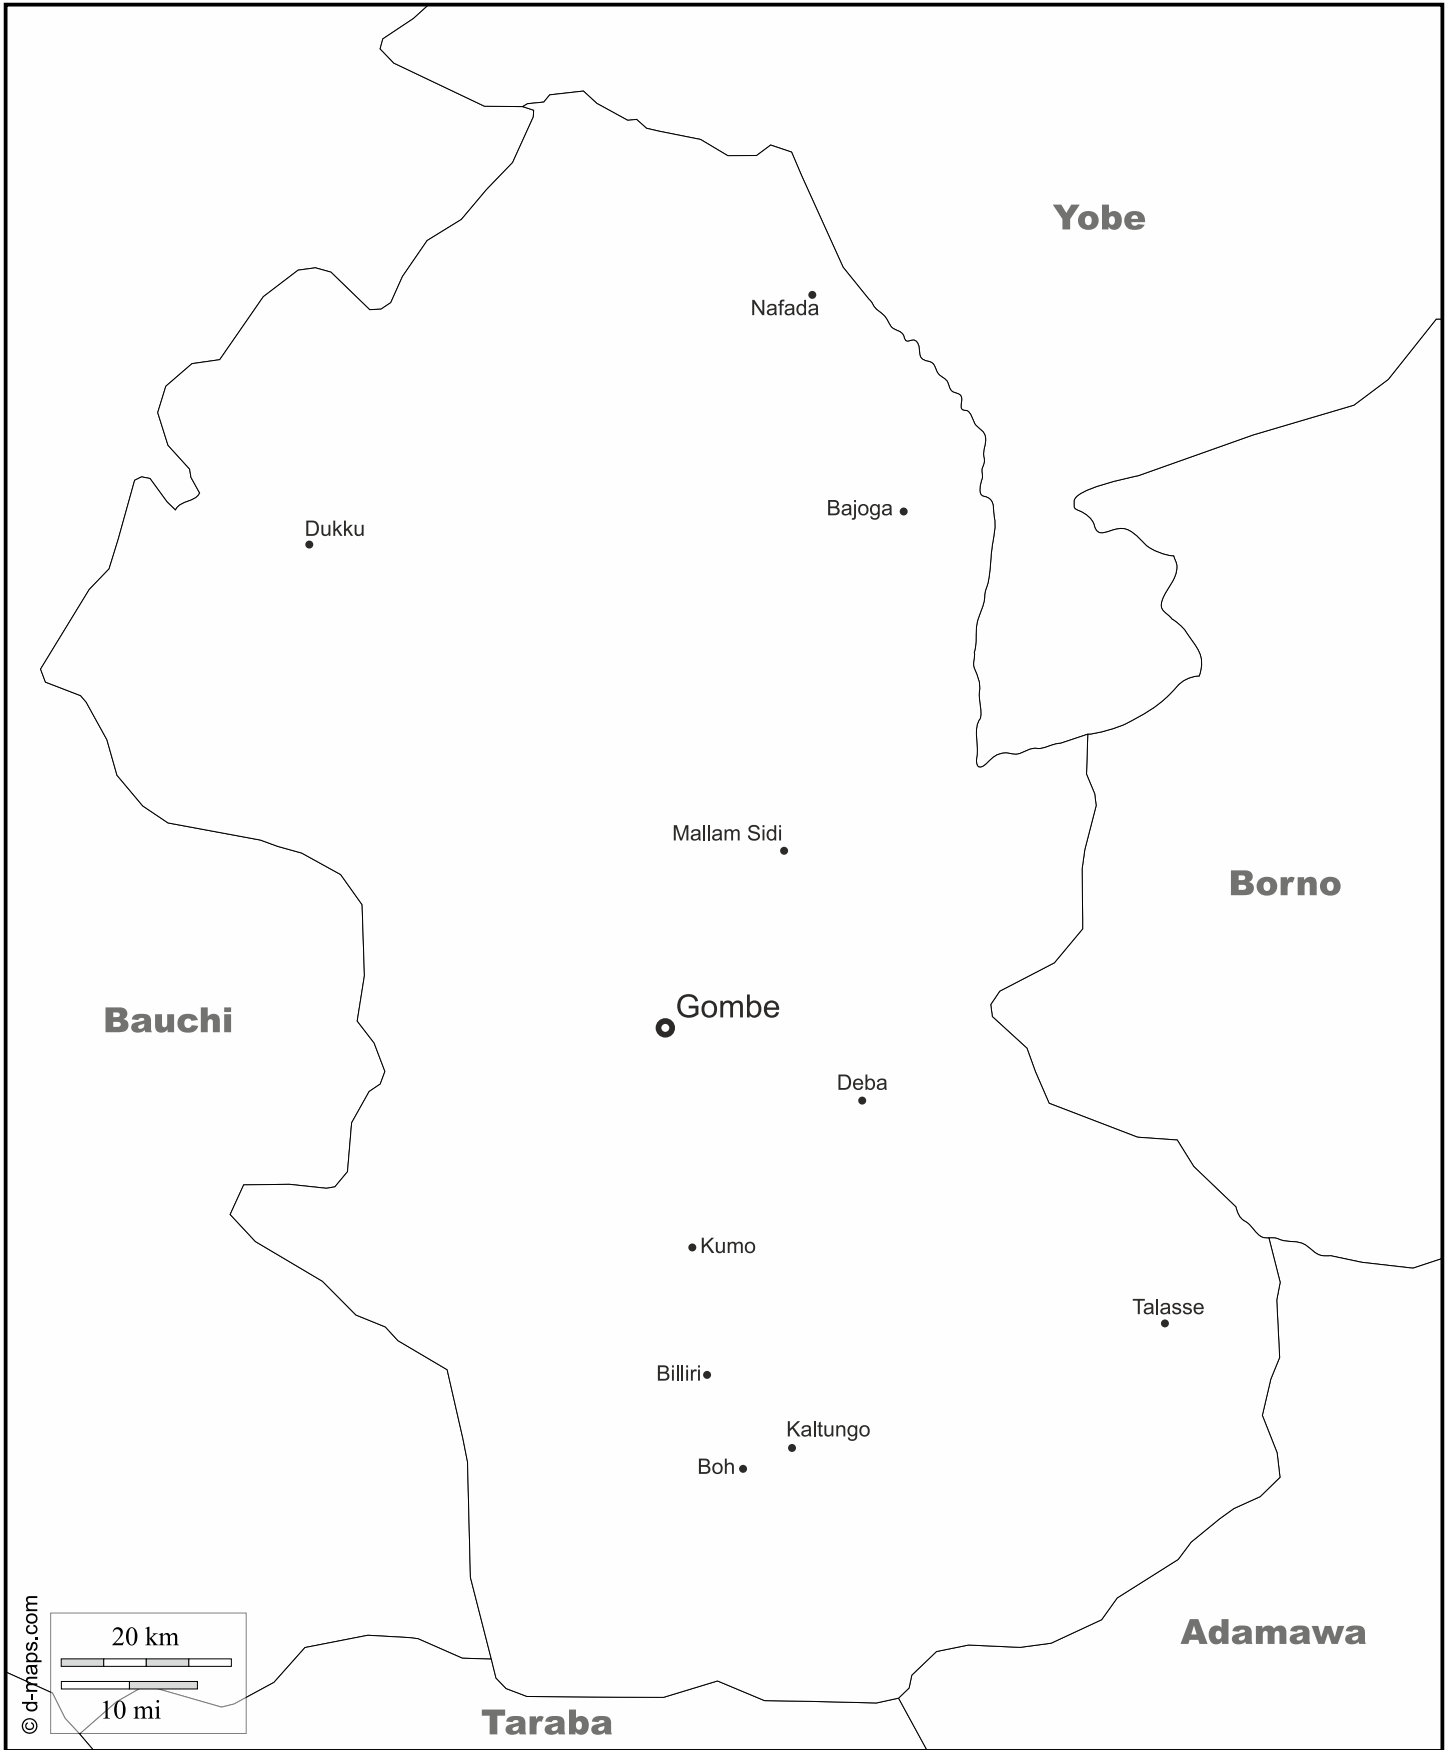 Yobe
Nafada
Bajoga
Dukku
Mallam Sidi
Borno
Gombe
Bauchi
Deba
Kumo
Talasse
Billiri
Kaltungo
Boh
Adamawa
20 km
10 mi
© d-maps.com
Taraba